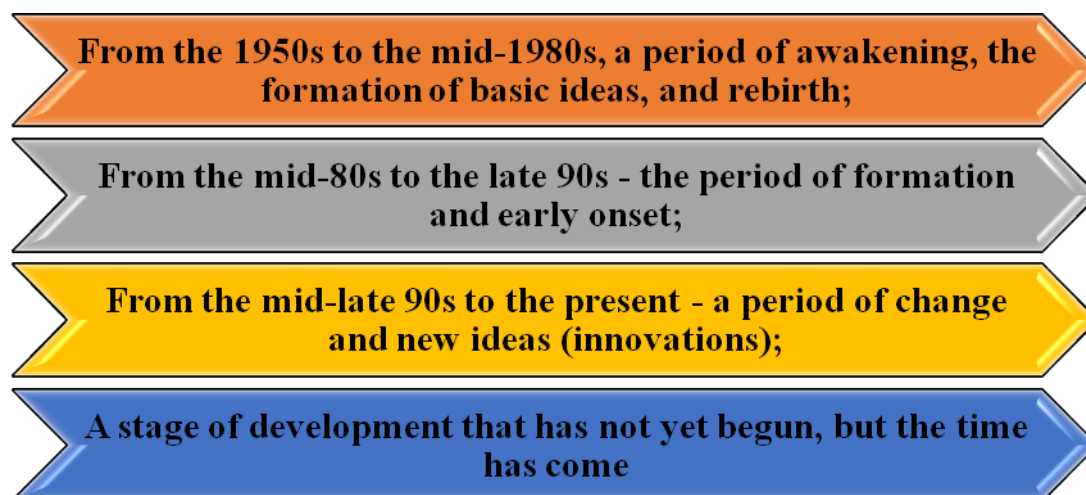 From the 1950s to the mid-1980s, a period of awakening, the
formation of basic ideas, and rebirth;
From the mid-80s to the late 90s - the period of formation
and early onset;
From the mid-late 90s to the present - a period of change
and new ideas (innovations);
A stage of development that has not yet begun, but the time
has come